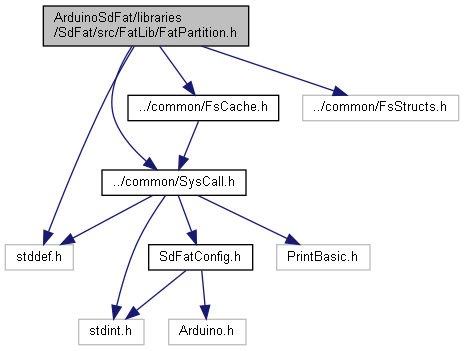 ArduinoSdFat/libraries
/SdFat/src/FatLib/FatPartition.h
../common/FsCache.h
../common/FsStructs.h
../common/SysCall.h
stddef.h
SdFatConfig.h
PrintBasic.h
stdint.h
Arduino.h